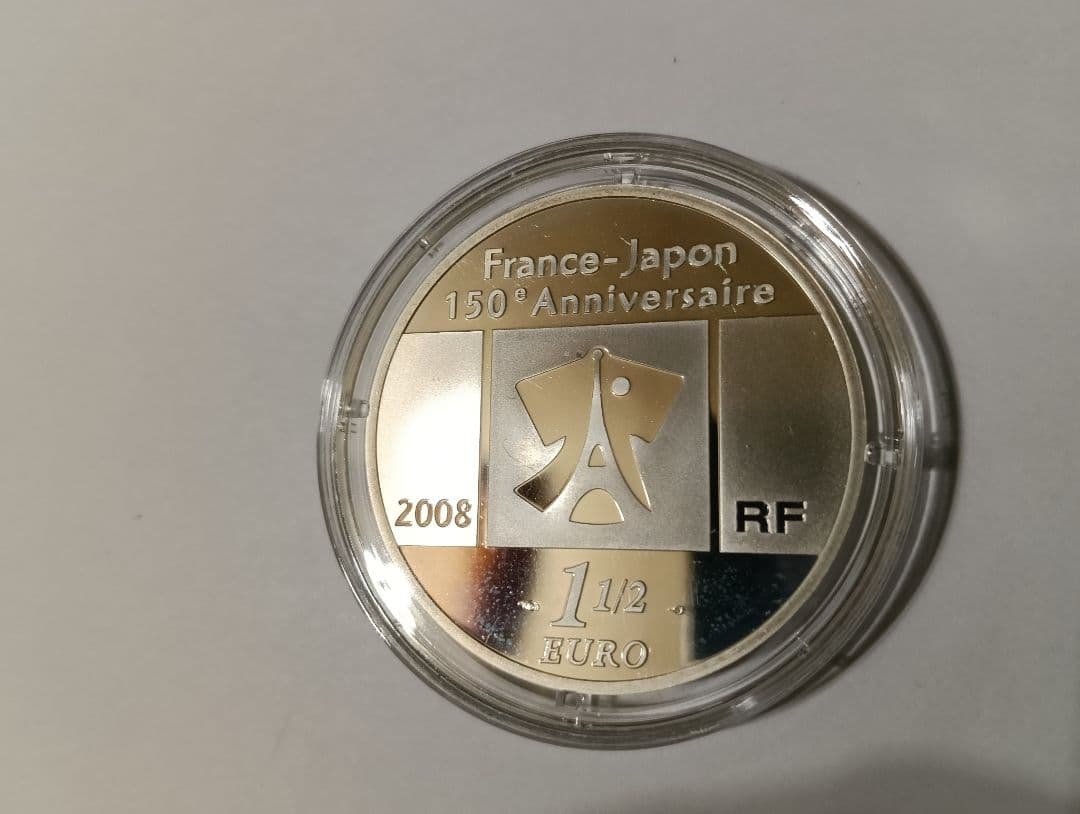 France-Japon
150e Anniversaire
2008
RF
1 1/2
EURO